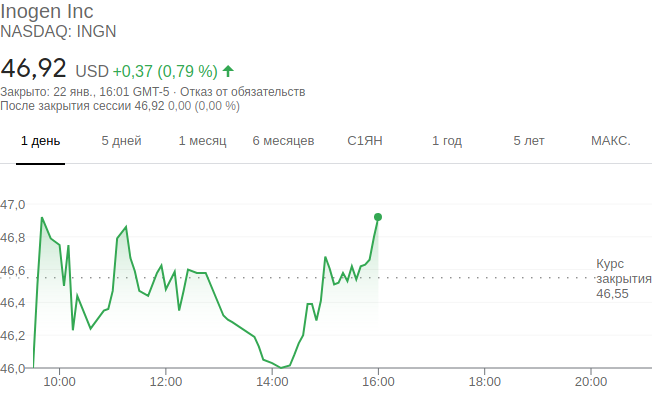 Inogen Inc
NASDAQ: INGN
46,92 USD +0,37 (0,79 %)
Закрыто: 22 янв., 16:01 GMT-5 · Отказ от обязательств
После закрытия сессии 46,92 0,00 (0,00 %)
1 день 5 дней 1 месяц 6 месяцев С1ЯН 1 год 5 лет МАКС.
47,0
46,8
46,6
46,4
46,2
46,0
Курс
закрытия
46,55
10:00 12:00 14:00 16:00 18:00 20:00